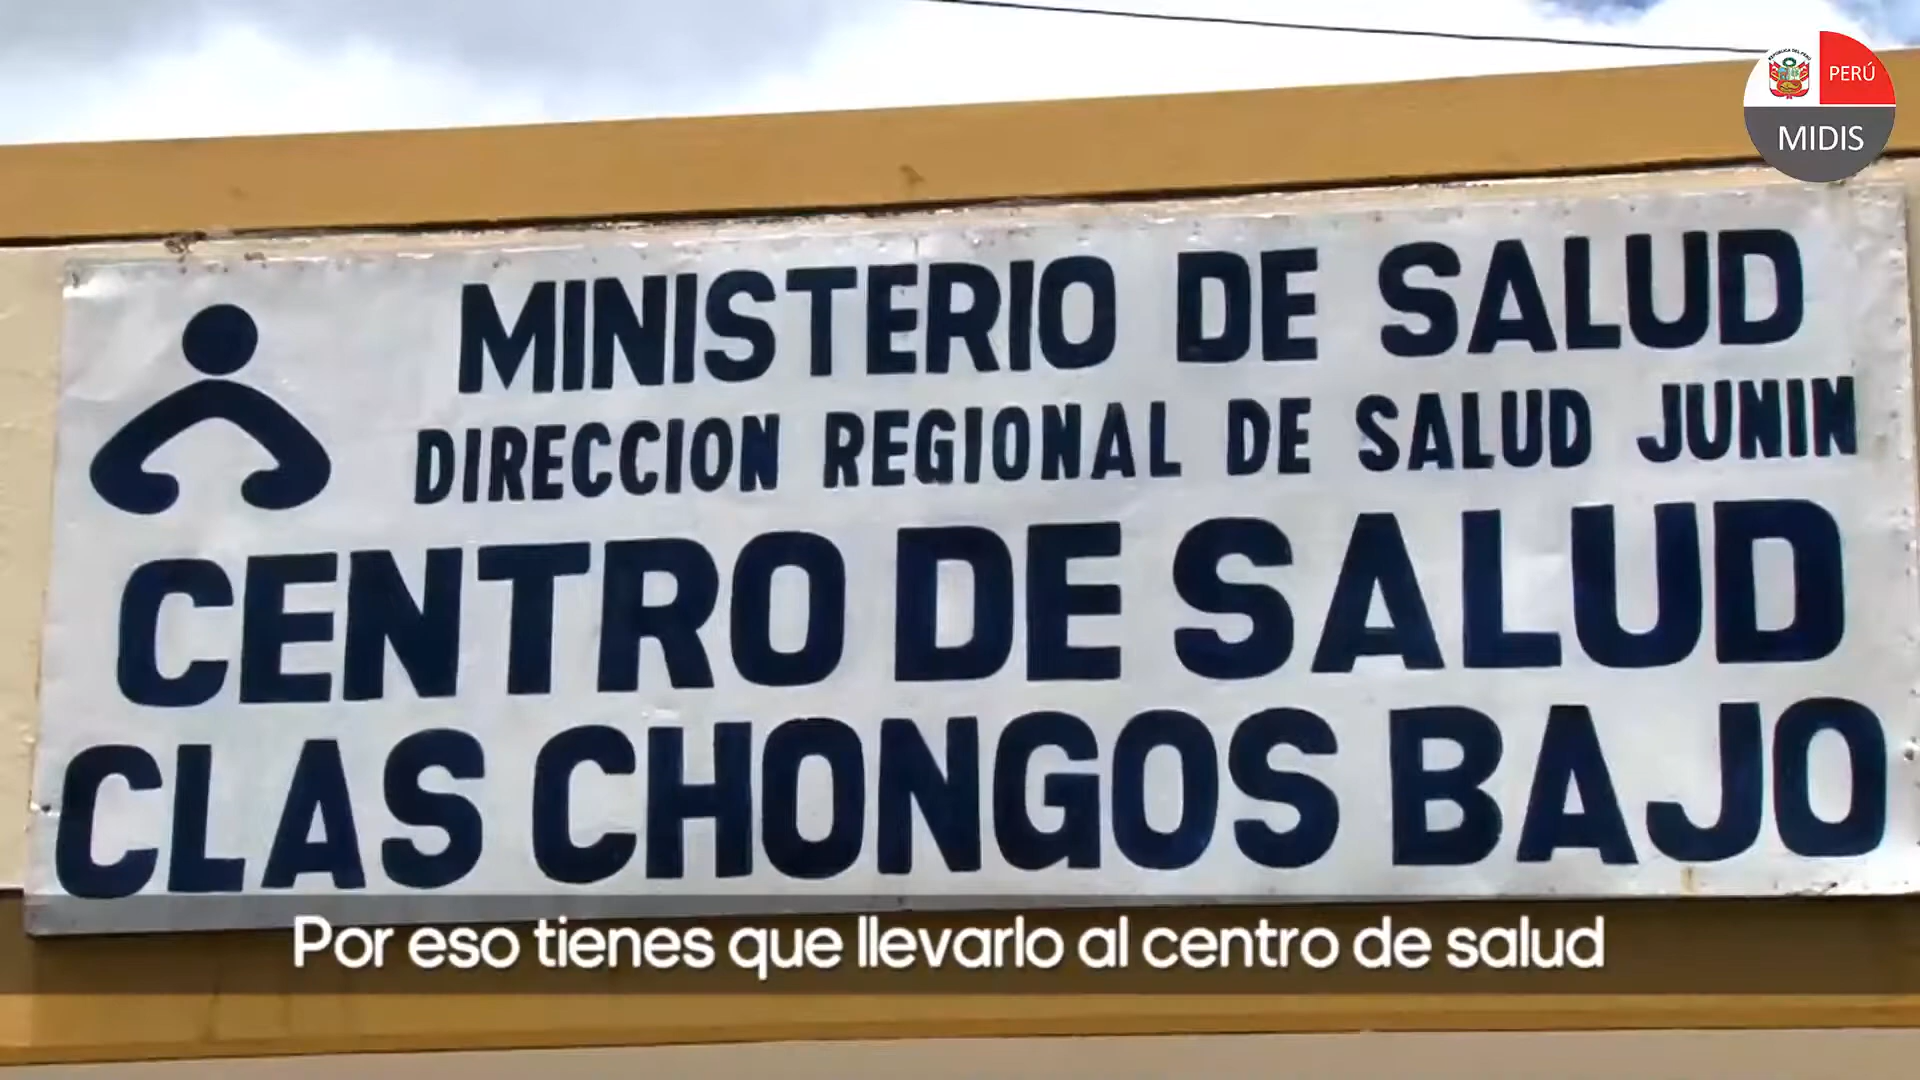 PERÚ
MIDIS
MINISTERIO DE SALUD
DIRECCION REGIONAL DE SALUD JUNIN
CENTRO DE SALUD
CLAS CHONGOS BAJO
Por eso tienes que llevarlo al centro de salud